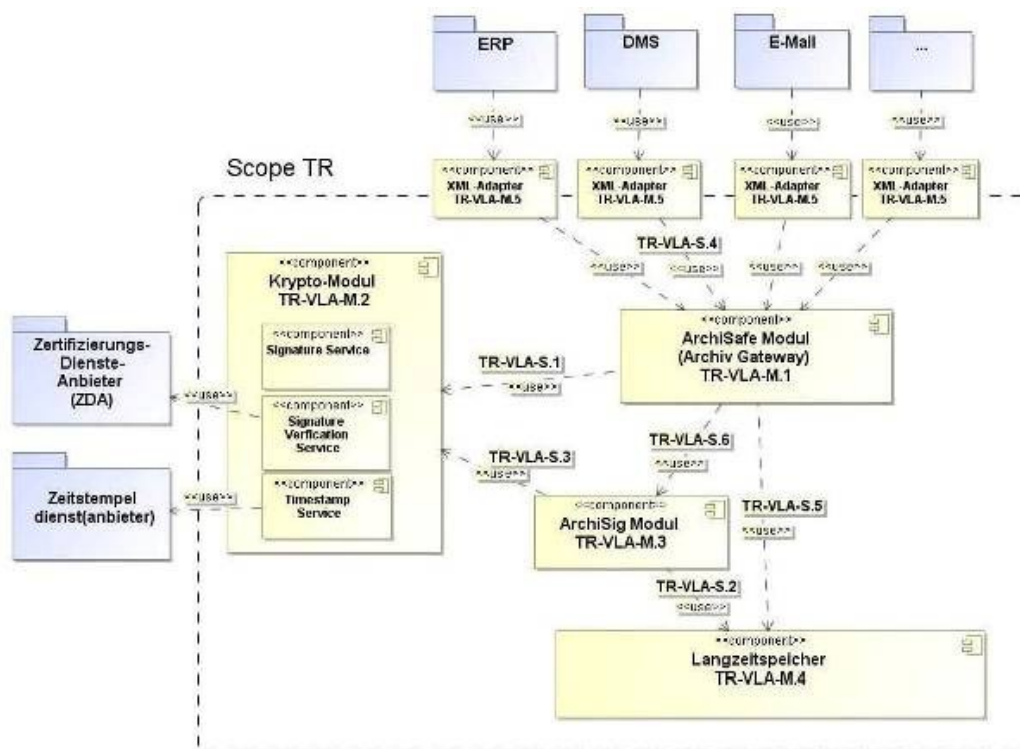 ERP
DMS
E-Mail
...
<<use>>
<<use>>
<<use>>
<<use>>
Scope TR
<<component>>
XML-Adapter
TR-VLA-M.5
<<component>>
XML-Adapter
TR-VLA-M.5
<<component>>
XML-Adapter
TR-VLA-M.5
<<component>>
XML-Adapter
TR-VLA-M.5
TR-VLA-S.4
<<use>>
<<use>>
<<use>>
<<use>>
<<component>>
Krypto-Modul
TR-VLA-M.2
<<component>>
Signature Service
<<component>>
Signature
Verfication
Service
<<component>>
Timestamp
Service
<<component>>
ArchiSafe Modul
(Archiv Gateway)
TR-VLA-M.1
Zertifizierungs-
Dienste-
Anbieter
(ZDA)
<<use>>
TR-VLA-S.1
<<use>>
TR-VLA-S.6
<<use>>
TR-VLA-S.3
<<use>>
Zeitstempel
dienst(anbieter)
<<use>>
<<component>>
ArchiSig Modul
TR-VLA-M.3
TR-VLA-S.5
<<use>>
TR-VLA-S.2
<<use>>
<<component>>
Langzeitspeicher
TR-VLA-M.4